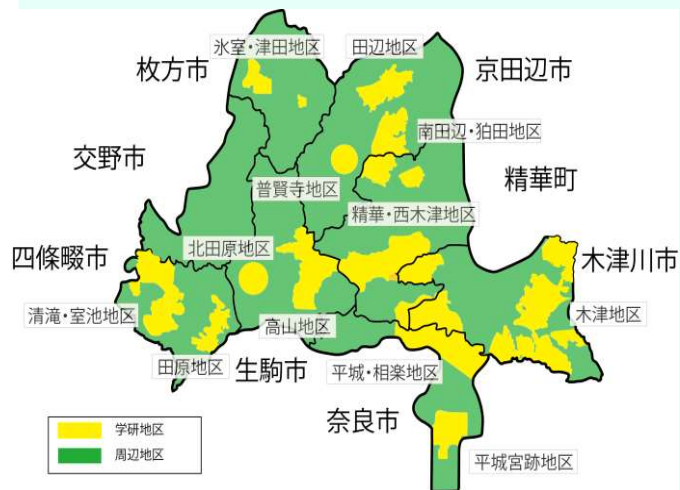 氷室・津田地区
田辺地区
枚方市
京田辺市
南田辺・狛田地区
交野市
普賢寺地区
精華町
精華・西木津地区
北田原地区
四條畷市
木津川市
清滝・室池地区
木津地区
高山地区
田原地区
生駒市
平城・相楽地区
奈良市
学研地区
周辺地区
平城宮跡地区